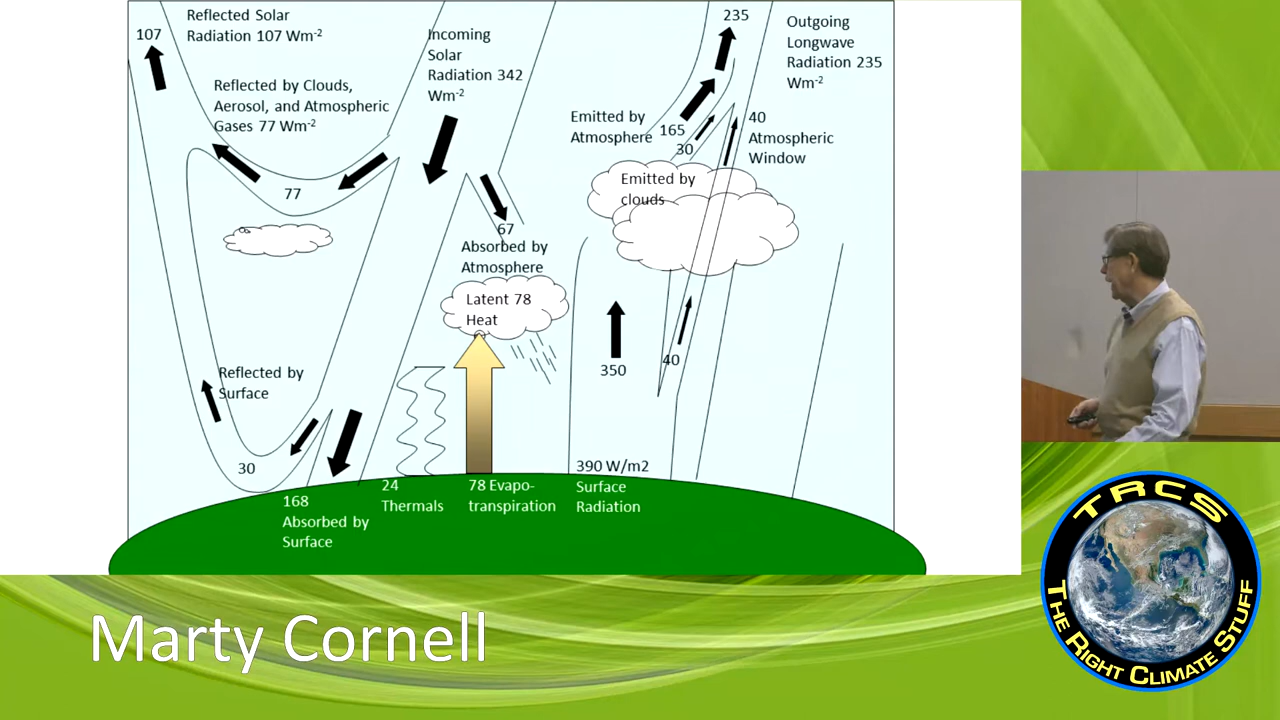 Reflected Solar
Radiation 107 Wm-2
107
Reflected by Clouds,
Aerosol, and Atmospheric
Gases 77 Wm-2
77
Incoming
Solar
Radiation 342
Wm-2
235
Outgoing
Longwave
Radiation 235
Wm-2
Emitted by
Atmosphere
165
30
40
Atmospheric
Window
Emitted by
clouds
67
Absorbed by
Atmosphere
Latent 78
Heat
350
40
Reflected by
Surface
30
168
Absorbed by
Surface
24
Thermals
78 Evapo-
transpiration
390 W/m2
Surface
Radiation
Marty Cornell
TRCS
THE RIGHT CLIMATE STUFF